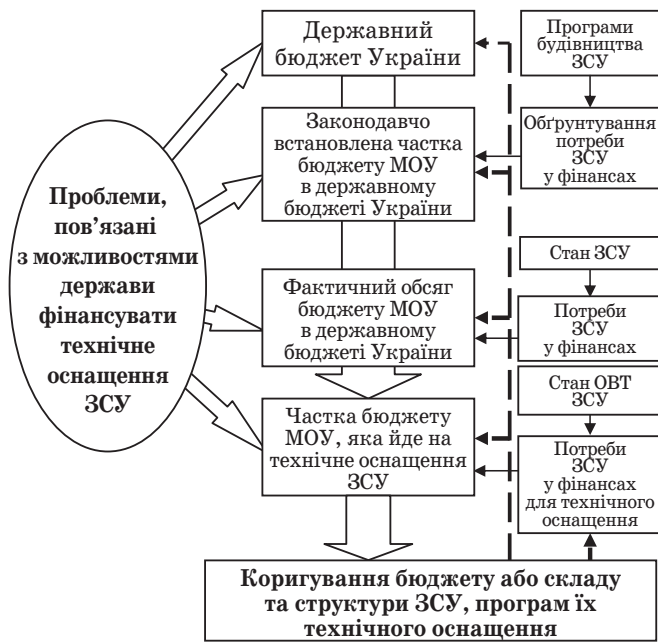 Проблеми,
пов’язані
з можливостями
держави
фінансувати
технічне
оснащення
ЗСУ
Державний
бюджет України
Законодавчо
встановлена частка
бюджету МОУ
в державному
бюджеті України
Фактичний обсяг
бюджету МОУ
в державному
бюджеті України
Частка бюджету
МОУ, яка йде на
технічне оснащення
ЗСУ
Програми
будівництва
ЗСУ
Обґрунтування
потреби
ЗСУ
у фінансах
Стан ЗСУ
Потреби
ЗСУ
у фінансах
Стан ОВТ
ЗСУ
Потреби
ЗСУ
у фінансах
для технічного
оснащення
Коригування бюджету або складу
та структури ЗСУ, програм їх
технічного оснащення